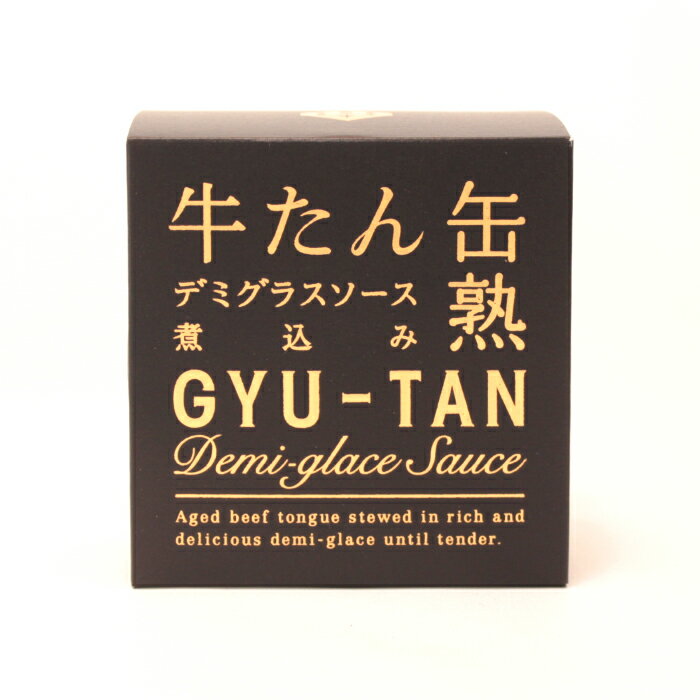 牛たん缶熟
デミグラスソース
煮込み
GYU-TAN
Demi-glace Sauce
Aged beef tongue stewed in rich and
delicious demi-glace until tender.